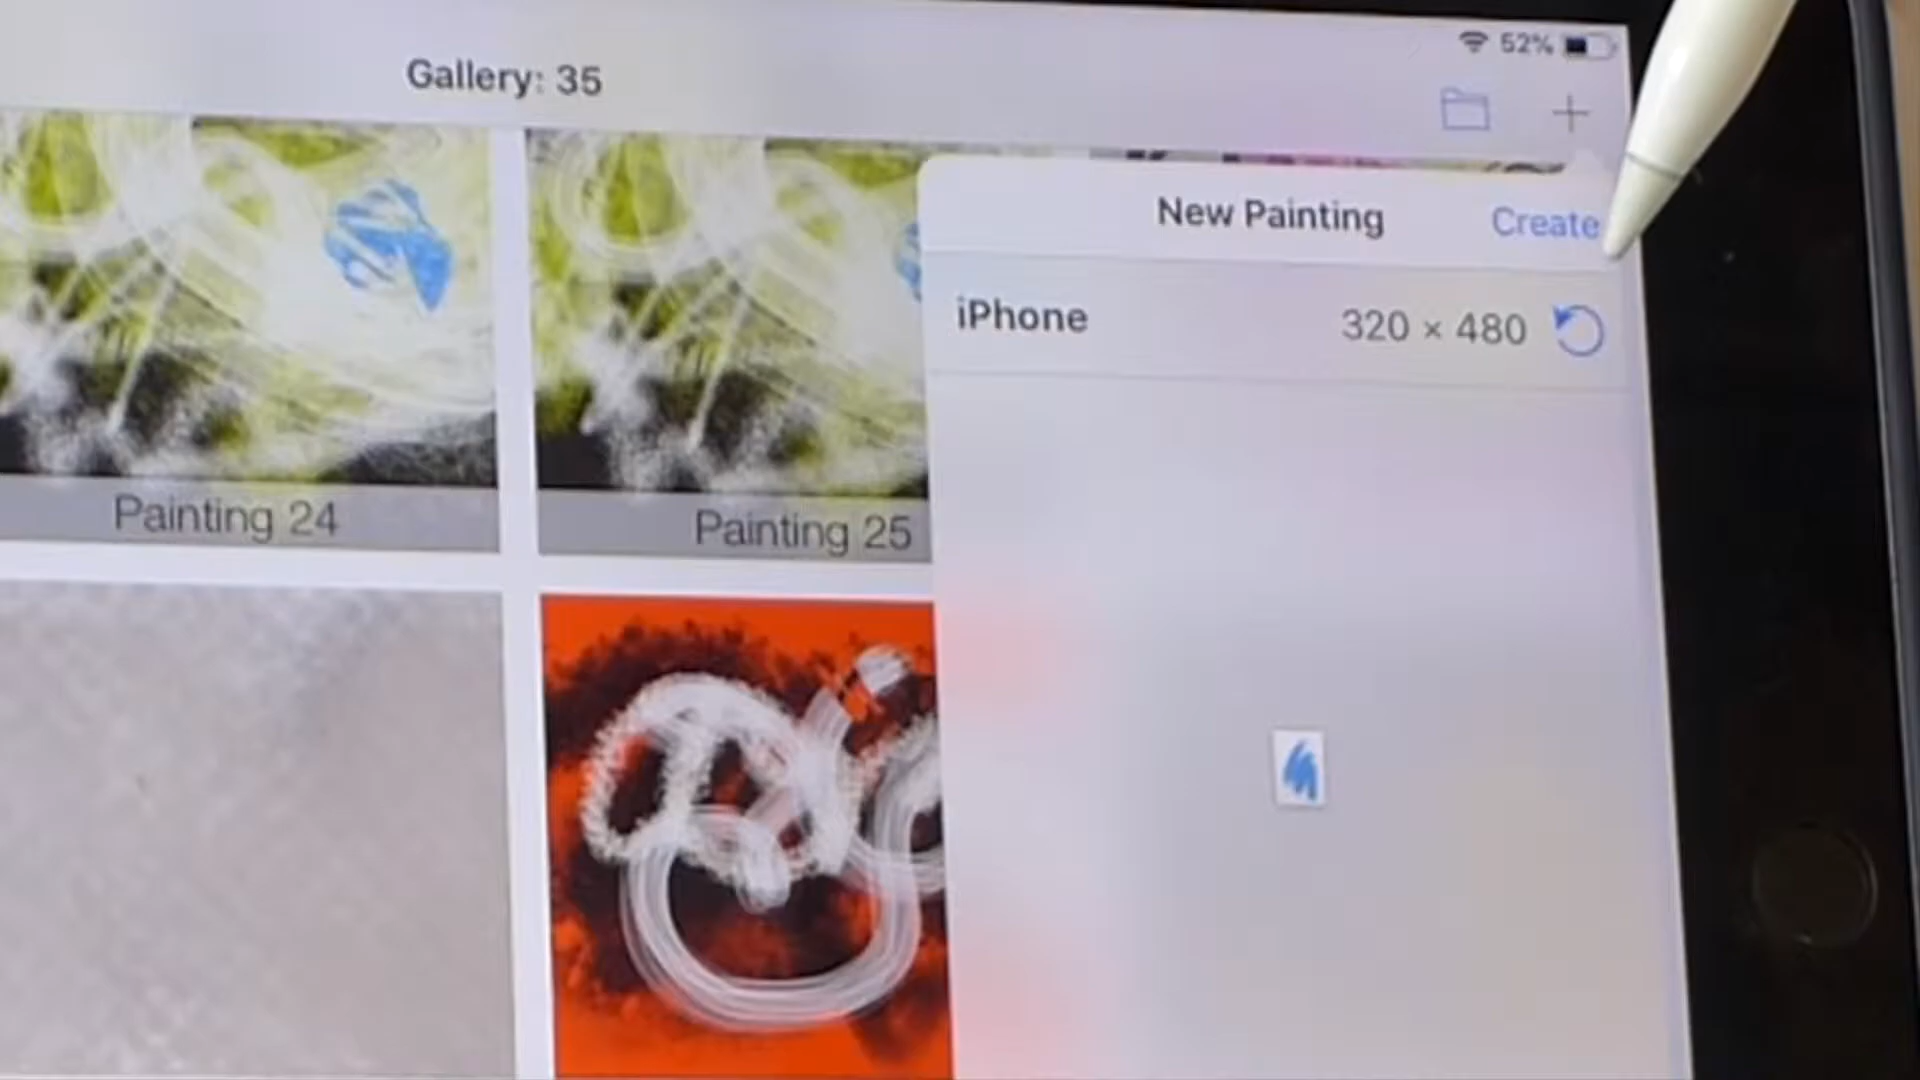 52%
Gallery: 35
New Painting
Create
iPhone
320 × 480
Painting 24
Painting 25